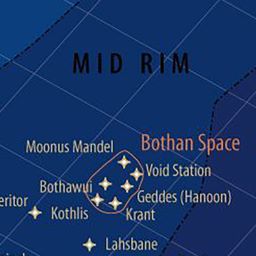 MID RIM
Bothan Space
Moonus Mandel
Void Station
Bothawui
Geddes (Hanoon)
eritor
Kothlis
Krant
Lahsbane